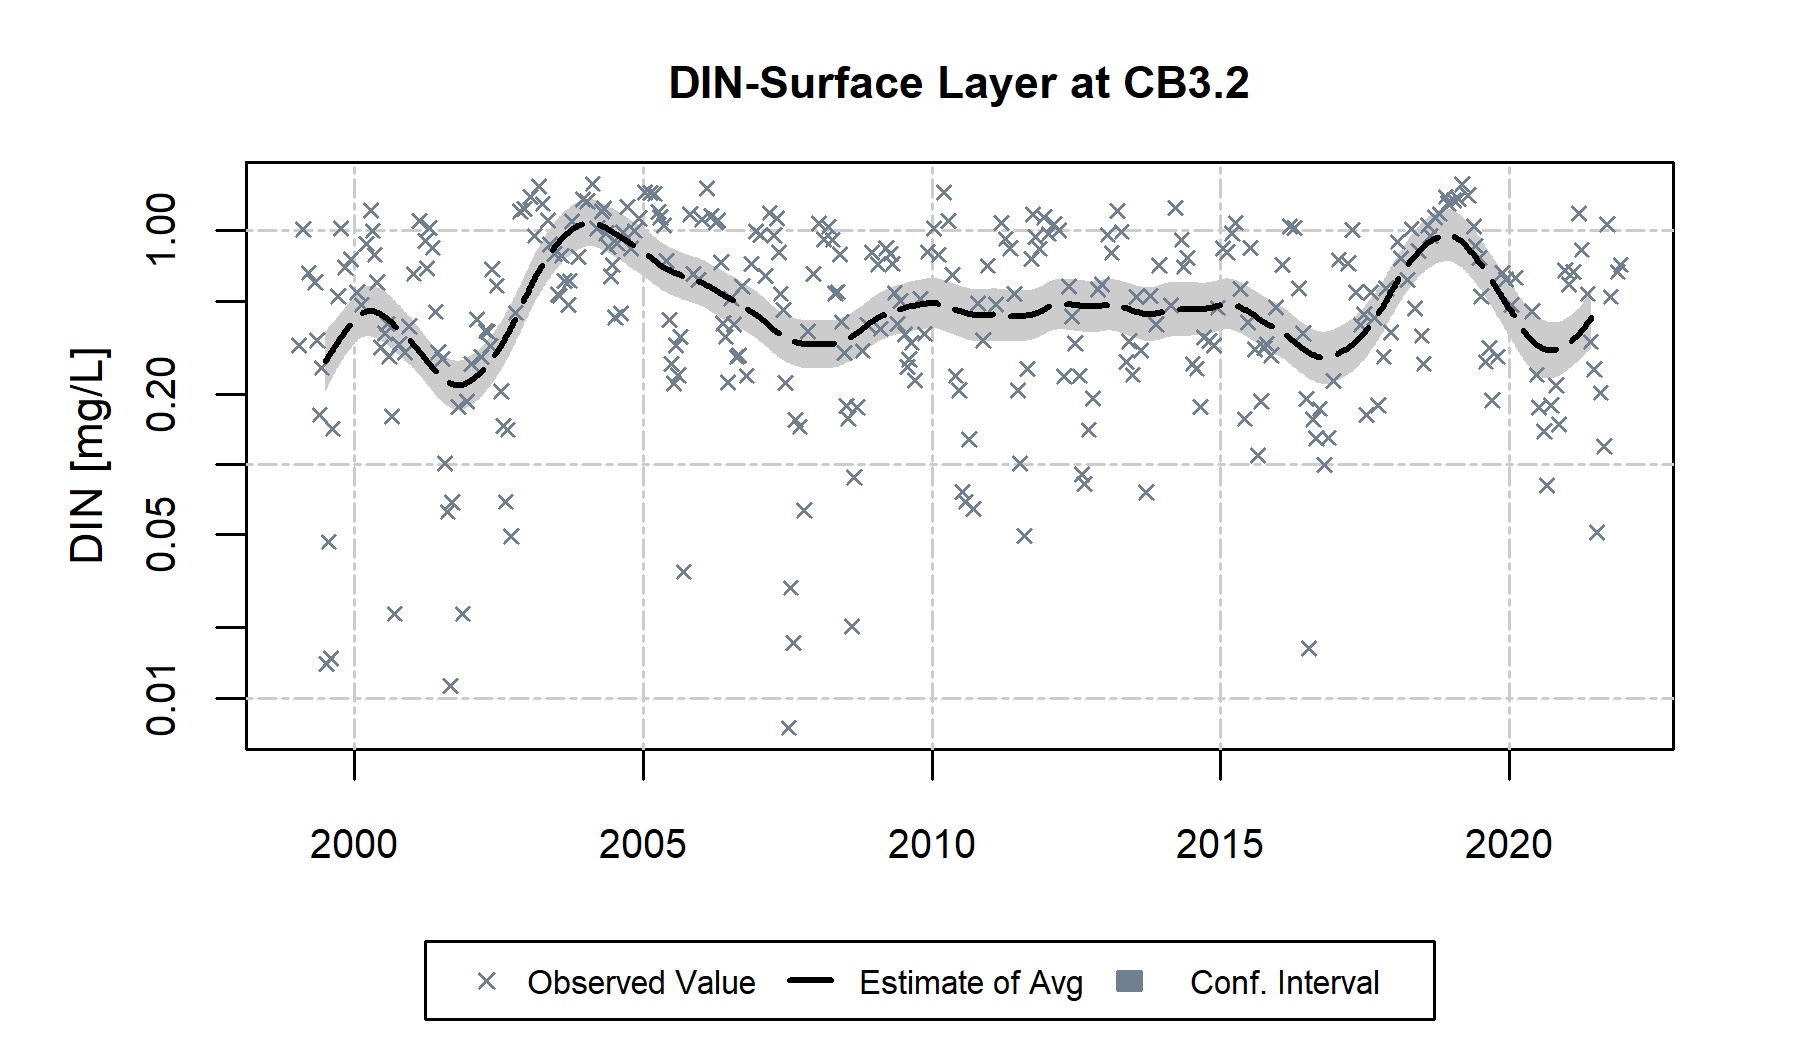 DIN-Surface Layer at CB3.2
DIN [mg/L]
1.00
0.20
0.05
0.01
2000 2005 2010 2015 2020
Observed Value Estimate of Avg Conf. Interval